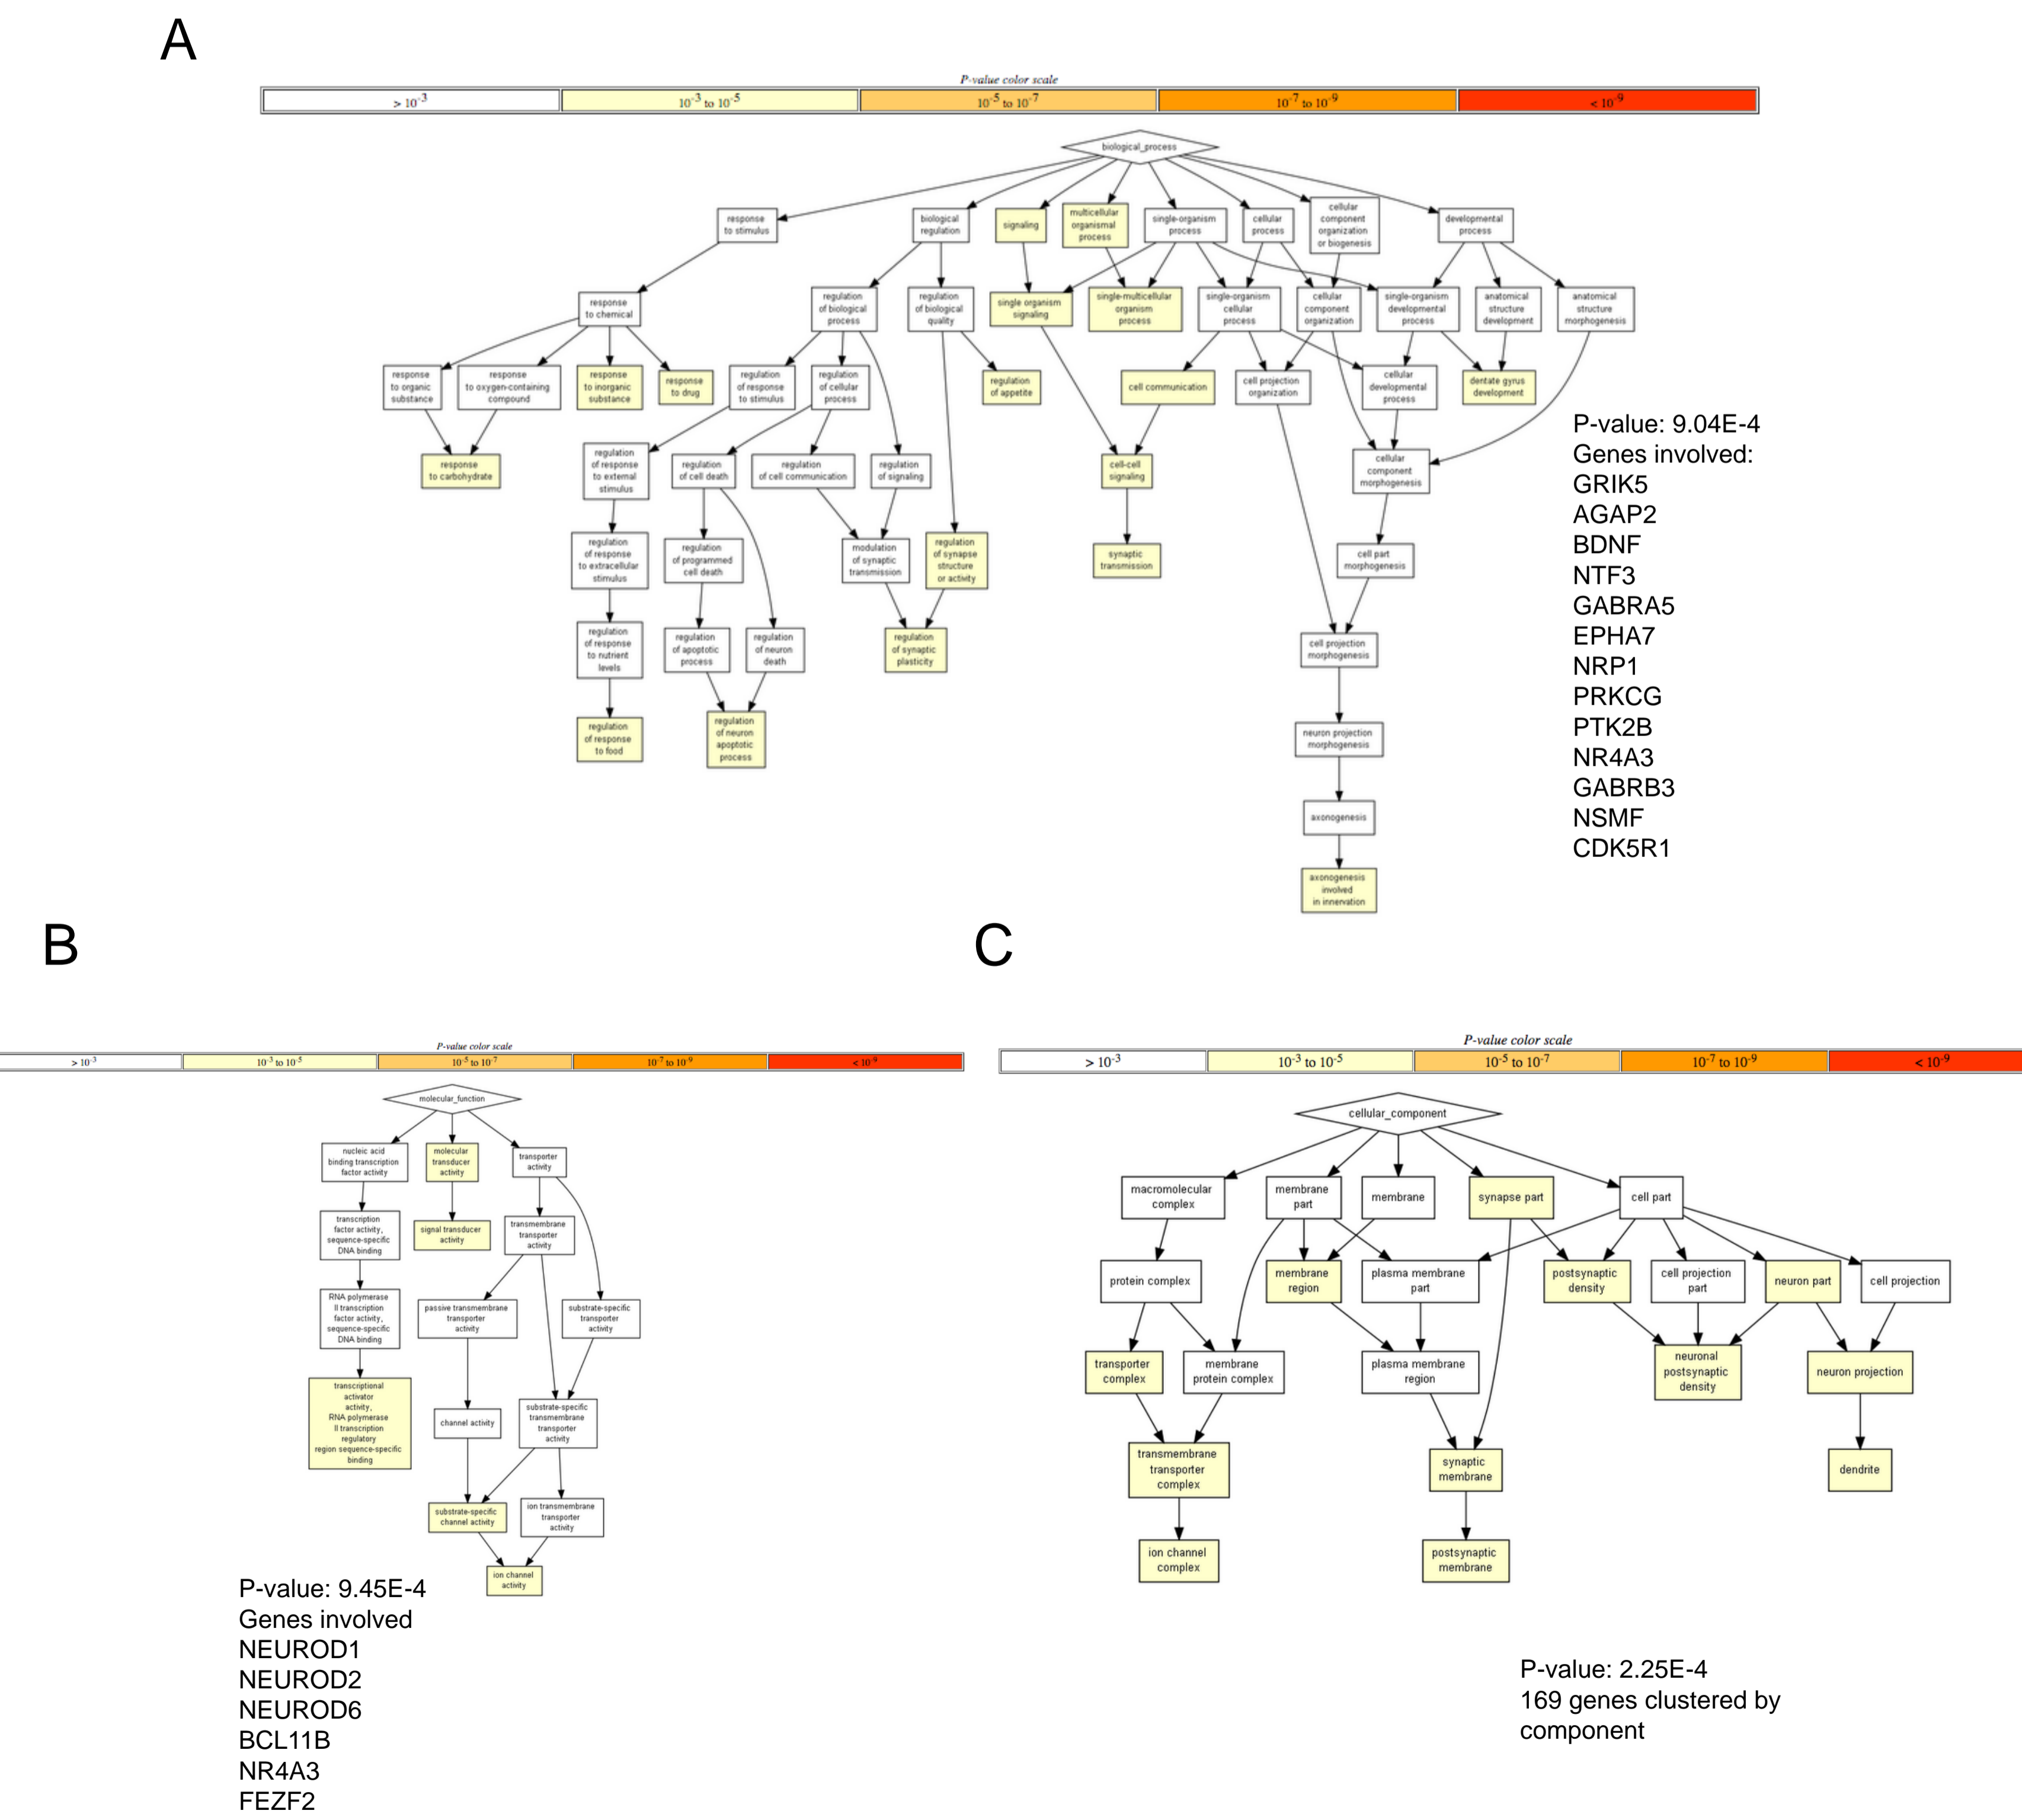 A
P-value color scale
> 10-3
10-3 to 10-5
10-5 to 10-7
10-7 to 10-9
< 10-9
biological_process
response
to stimulus
biological
regulation
signaling
multicellular
organismal
process
single-organism
process
cellular
process
cellular
component
organization
or biogenesis
developmental
process
response
to chemical
regulation
of biological
process
regulation
of biological
quality
single organism
signaling
single-multicellular
organism
process
single-organism
cellular
process
cellular
component
organization
single-organism
developmental
process
anatomical
structure
development
anatomical
structure
morphogenesis
response
to organic
substance
response
to oxygen-containing
compound
response
to inorganic
substance
response
to drug
regulation
of response
to stimulus
regulation
of cellular
process
regulation
of appetite
cell communication
cell projection
organization
cellular
developmental
process
dentate gyrus
development
response
to carbohydrate
regulation
of response
to external
stimulus
regulation
of cell death
regulation
of cell communication
regulation
of signaling
cell-cell
signaling
cellular
component
morphogenesis
regulation
of response
to extracellular
stimulus
regulation
of programmed
cell death
modulation
of synaptic
transmission
regulation
of synapse
structure
or activity
synaptic
transmission
cell part
morphogenesis
regulation
of response
to nutrient
levels
regulation
of apoptotic
process
regulation
of neuron
death
regulation
of synaptic
plasticity
cell projection
morphogenesis
regulation
of response
to food
regulation
of neuron
apoptotic
process
neuron projection
morphogenesis
axonogenesis
axonogenesis
involved
in innervation
P-value: 9.04E-4
Genes involved:
GRIK5
AGAP2
BDNF
NTF3
GABRA5
EPHA7
NRP1
PRKCG
PTK2B
NR4A3
GABRB3
NSMF
CDK5R1
B
P-value color scale
> 10-3
10-3 to 10-5
10-5 to 10-7
10-7 to 10-9
< 10-9
molecular_function
nucleic acid
binding transcription
factor activity
molecular
transducer
activity
transporter
activity
transcription
factor activity,
sequence-specific
DNA binding
signal transducer
activity
transmembrane
transporter
activity
RNA polymerase
II transcription
factor activity,
sequence-specific
DNA binding
passive transmembrane
transporter
activity
substrate-specific
transporter
activity
transcriptional
activator
activity,
RNA polymerase
II transcription
regulatory
region sequence-specific
binding
channel activity
substrate-specific
transmembrane
transporter
activity
substrate-specific
channel activity
ion transmembrane
transporter
activity
ion channel
activity
P-value: 9.45E-4
Genes involved
NEUROD1
NEUROD2
NEUROD6
BCL11B
NR4A3
FEZF2
C
P-value color scale
> 10-3
10-3 to 10-5
10-5 to 10-7
10-7 to 10-9
< 10-9
cellular_component
macromolecular
complex
membrane
part
membrane
synapse part
cell part
protein complex
membrane
region
plasma membrane
part
postsynaptic
density
cell projection
part
neuron part
cell projection
transporter
complex
membrane
protein complex
plasma membrane
region
neuronal
postsynaptic
density
neuron projection
transmembrane
transporter
complex
synaptic
membrane
dendrite
ion channel
complex
postsynaptic
membrane
P-value: 2.25E-4
169 genes clustered by
component